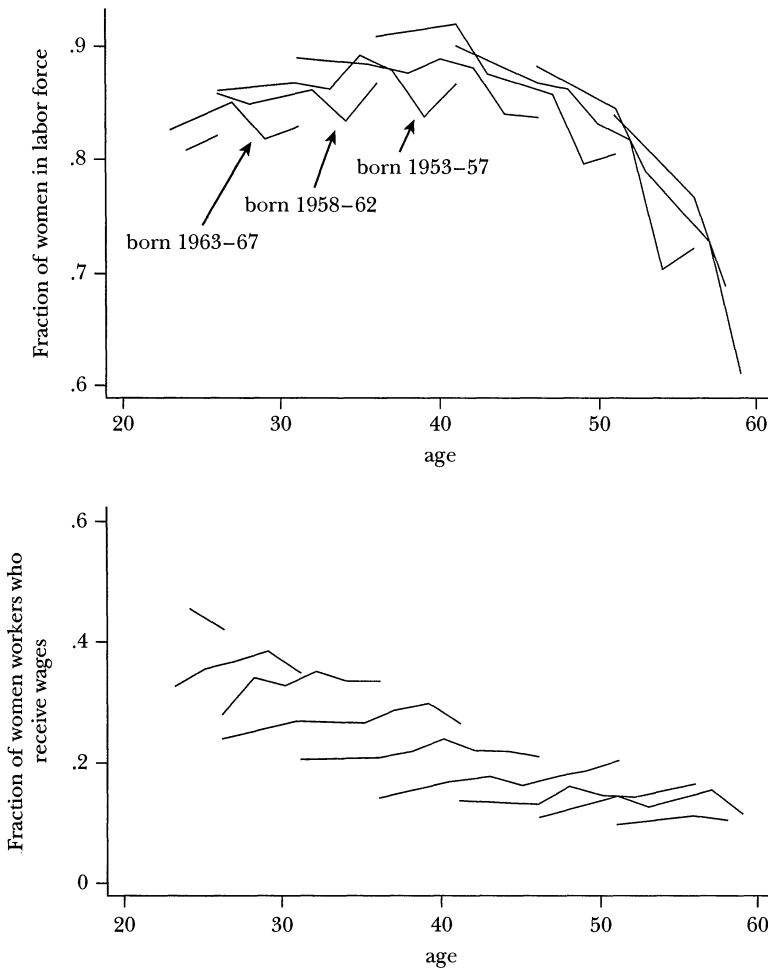 Fraction of women in labor force
.9
.8
.7
.6
born 1953–57
born 1958–62
born 1963–67
20
30
40
50
60
age
Fraction of women workers who
receive wages
.6
.4
.2
0
20
30
40
50
60
age